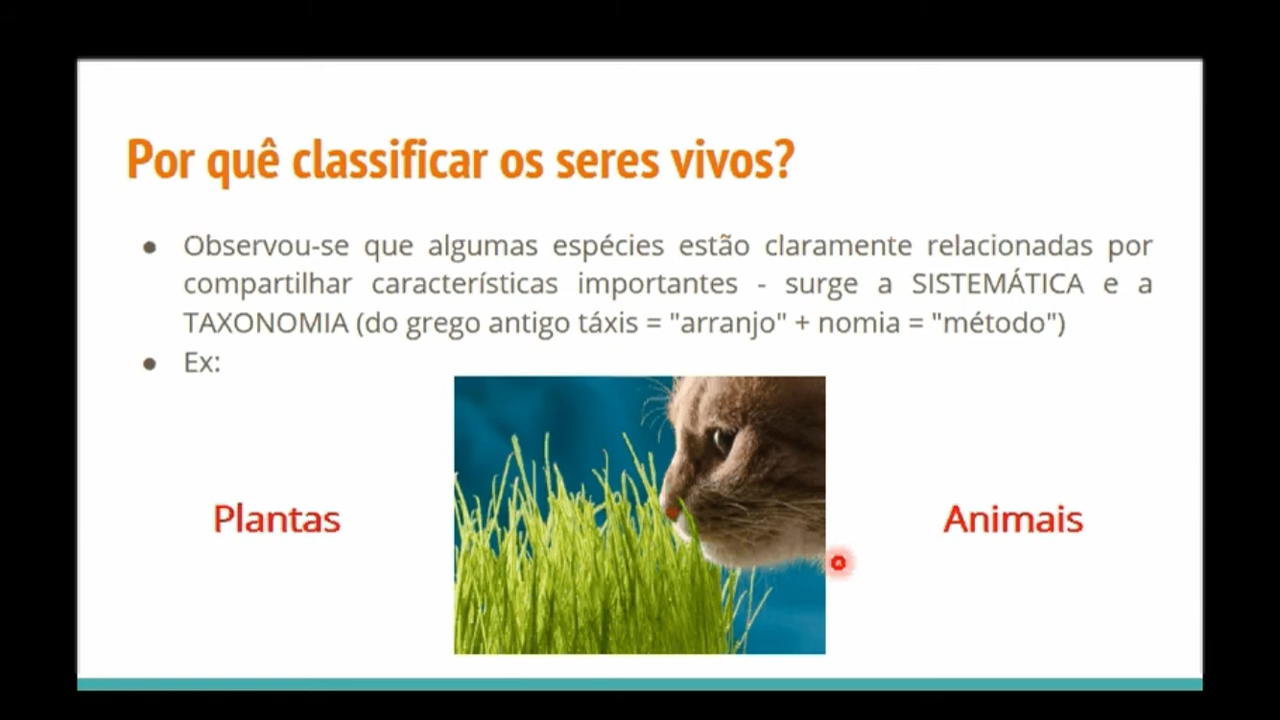 Por quê classificar os seres vivos?
● Observou-se que algumas espécies estão claramente relacionadas por
compartilhar características importantes - surge a SISTEMÁTICA e a
TAXONOMIA (do grego antigo táxis = "arranjo" + nomia = "método")
● Ex:
Plantas
Animais